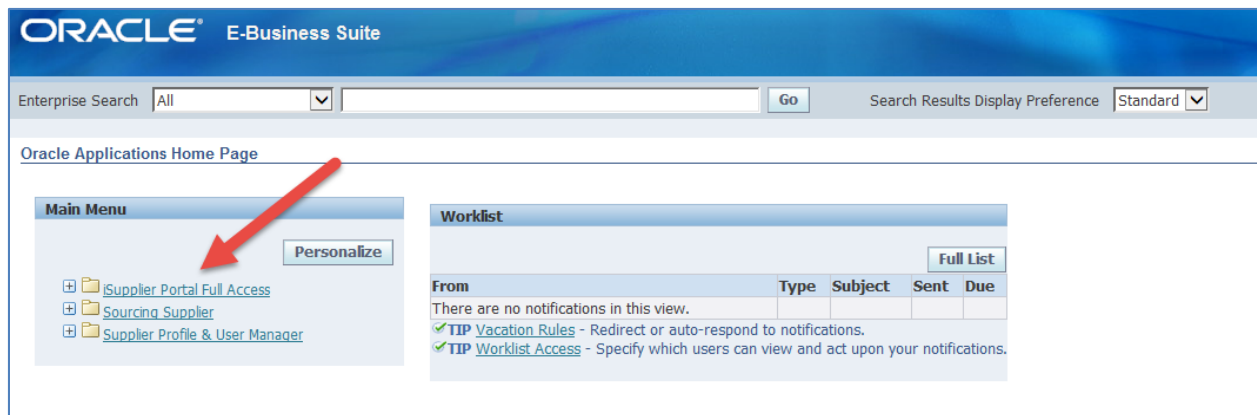 ORACLE® E-Business Suite
Enterprise Search All Go Search Results Display Preference Standard
Oracle Applications Home Page
Main Menu
Personalize
iSupplier Portal Full Access
Sourcing Supplier
Supplier Profile & User Manager
Worklist
Full List
From Type Subject Sent Due
There are no notifications in this view.
TIP Vacation Rules - Redirect or auto-respond to notifications.
TIP Worklist Access - Specify which users can view and act upon your notifications.